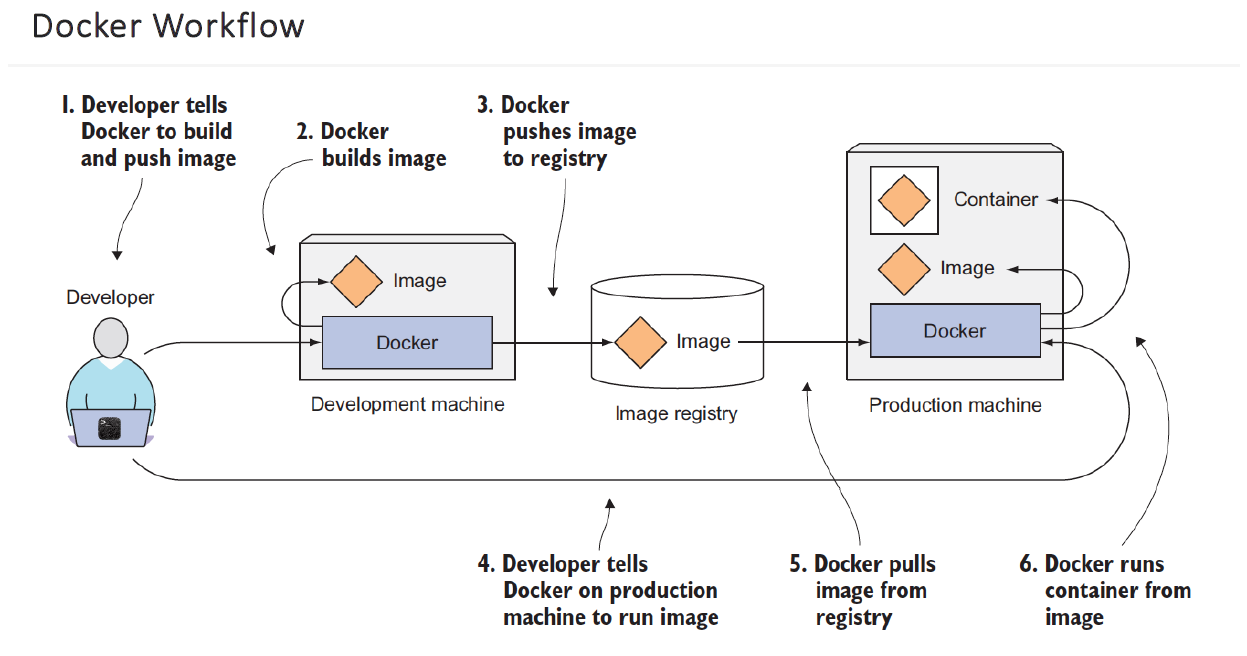 Docker Workflow
1. Developer tells
Docker to build
and push image
2. Docker
builds image
3. Docker
pushes image
to registry
Developer
Image
Docker
Development machine
Image
Image registry
Container
Image
Docker
Production machine
4. Developer tells
Docker on production
machine to run image
5. Docker pulls
image from
registry
6. Docker runs
container from
image